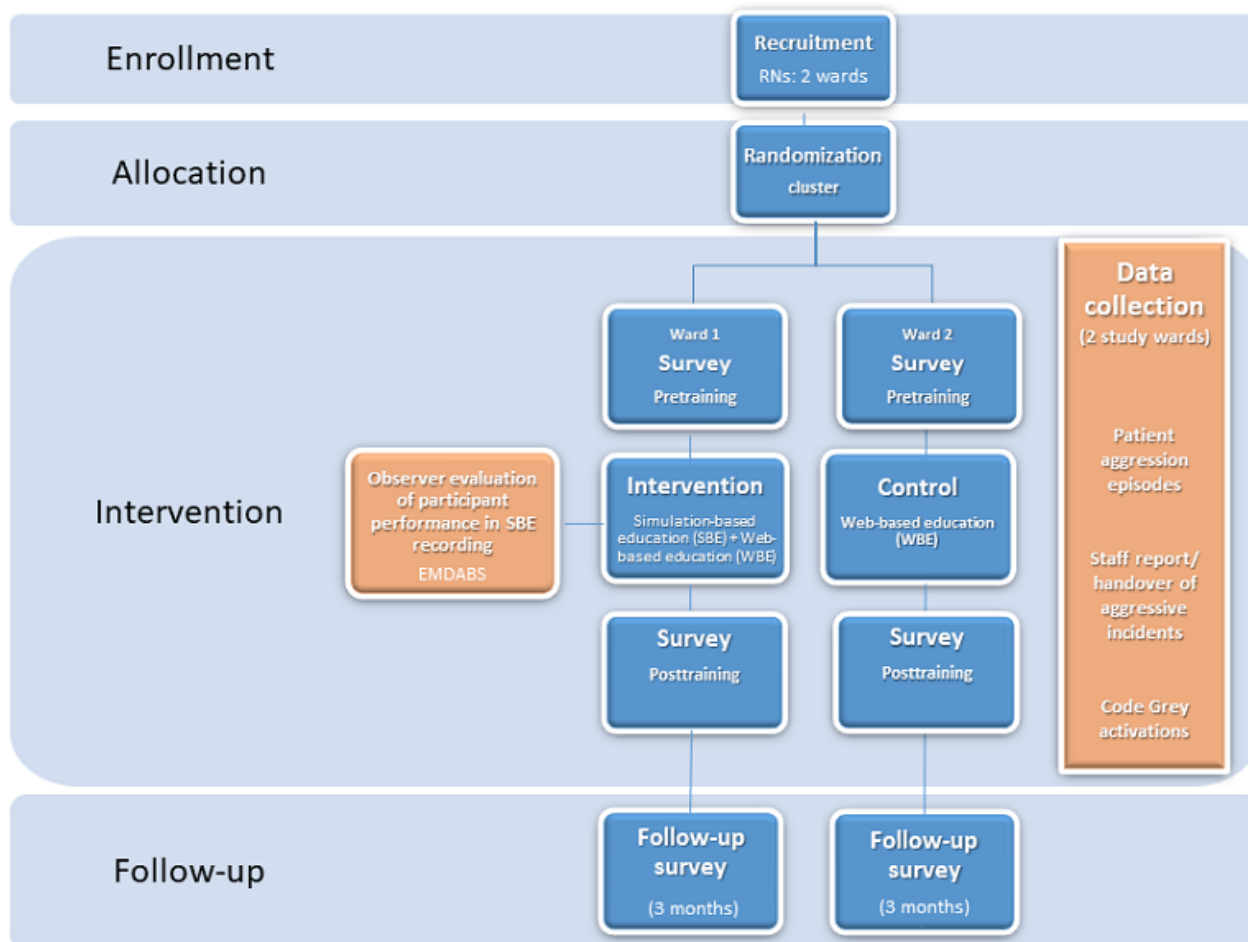 Enrollment
Recruitment
RNs: 2 wards
Allocation
Randomization
cluster
Intervention
Ward 1
Survey
Pretraining
Ward 2
Survey
Pretraining
Observer evaluation
of participant
performance in SBE
recording
EMDABS
Intervention
Simulation-based
education (SBE) + Web-
based education (WBE)
Control
Web-based education
(WBE)
Survey
Posttraining
Survey
Posttraining
Data
collection
(2 study wards)
Patient
aggression
episodes
Staff report/
handover of
aggressive
incidents
Code Grey
activations
Follow-up
Follow-up
survey
(3 months)
Follow-up
survey
(3 months)